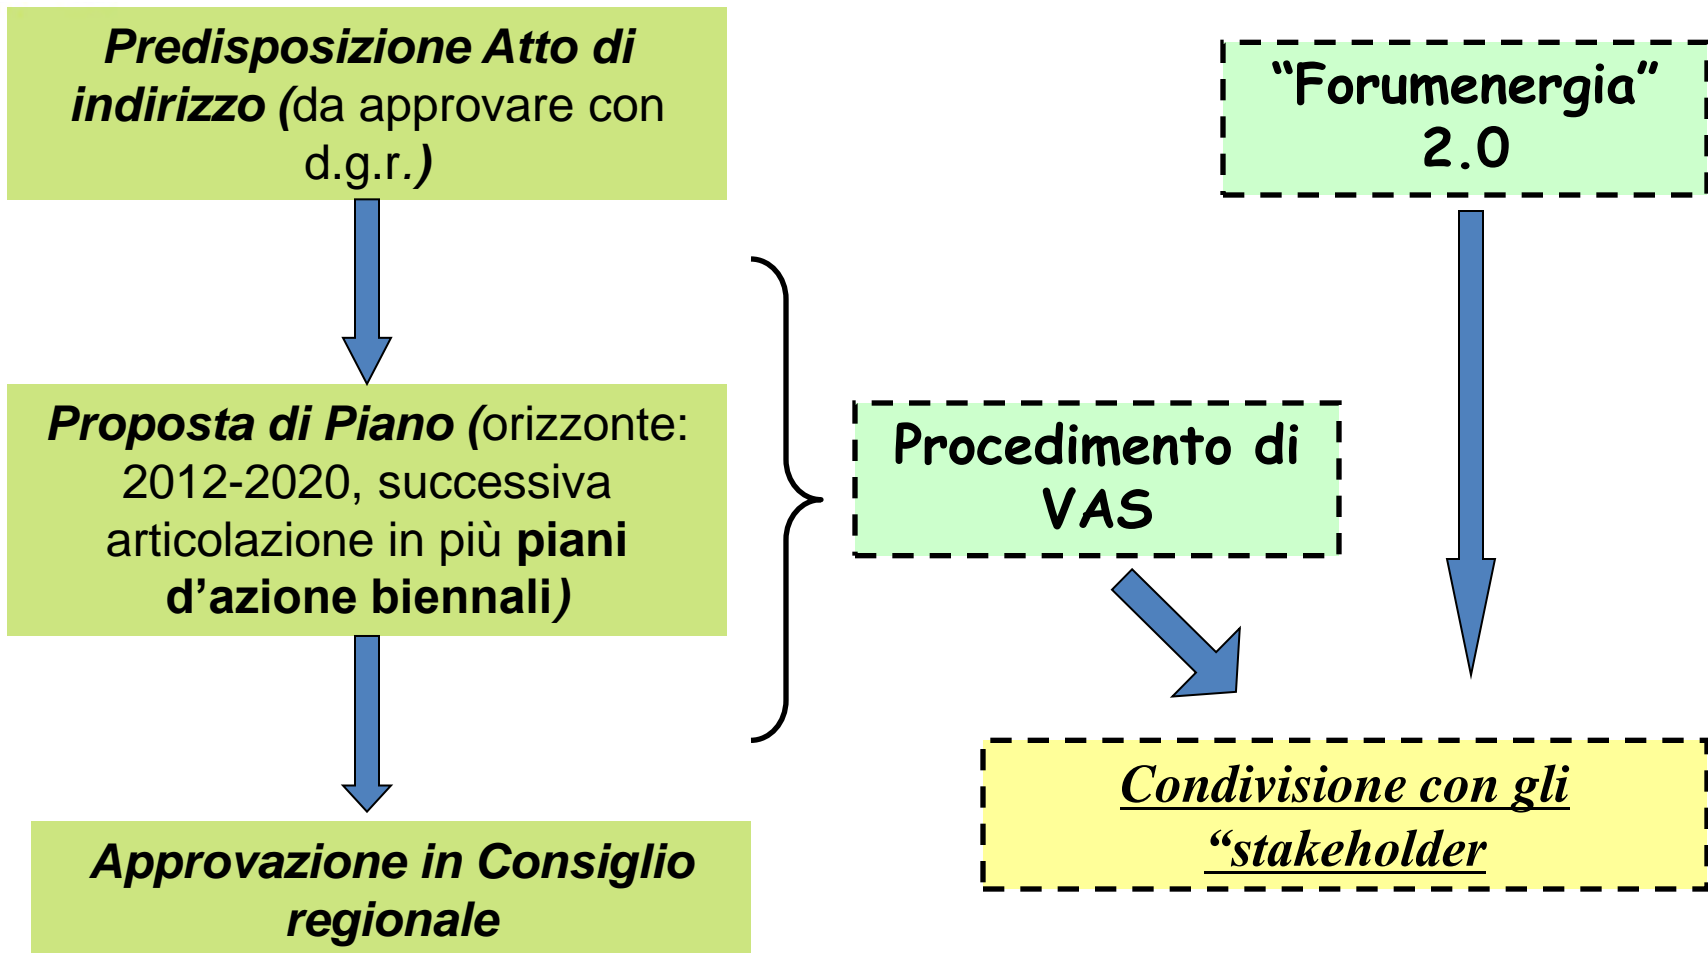 Predisposizione Atto di
indirizzo (da approvare con
d.g.r.)
“Forumenergia”
2.0
Proposta di Piano (orizzonte:
2012-2020, successiva
articolazione in più piani
d’azione biennali)
Procedimento di
VAS
Condivisione con gli
“stakeholder
Approvazione in Consiglio
regionale